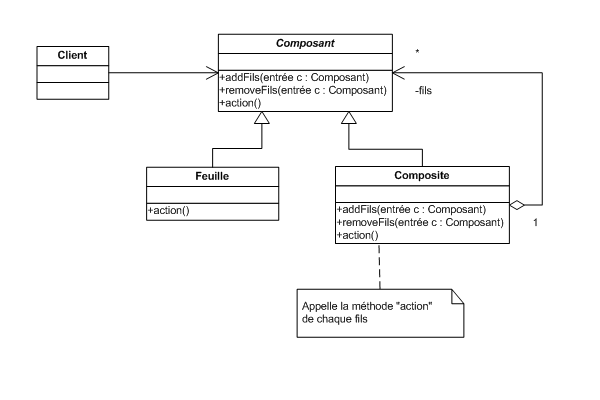 Composant
Client
*
+addFils(entrée c : Composant)
+removeFils(entrée c : Composant)
+action()
-fils
Feuille
+action()
Composite
+addFils(entrée c : Composant)
+removeFils(entrée c : Composant)
+action()
1
Appelle la méthode "action"
de chaque fils